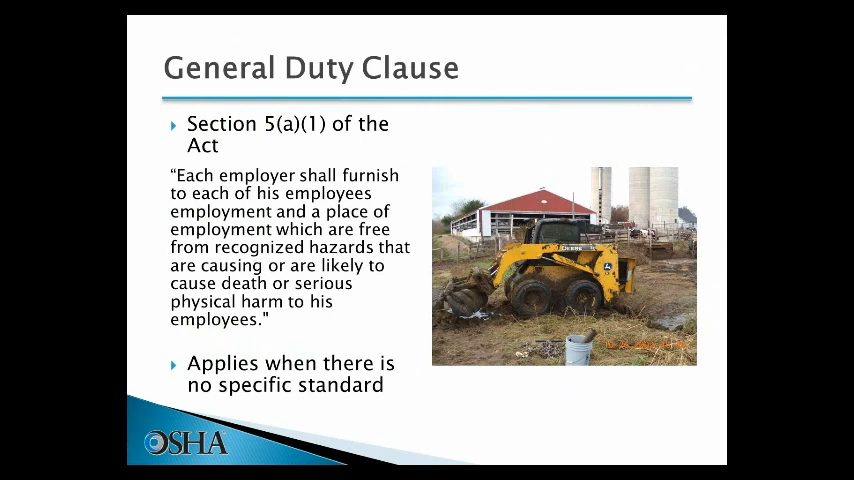 General Duty Clause
Section 5(a)(1) of the
Act
“Each employer shall furnish
to each of his employees
employment and a place of
employment which are free
from recognized hazards that
are causing or are likely to
cause death or serious
physical harm to his
employees."
Applies when there is
no specific standard
DEERE
OSHA